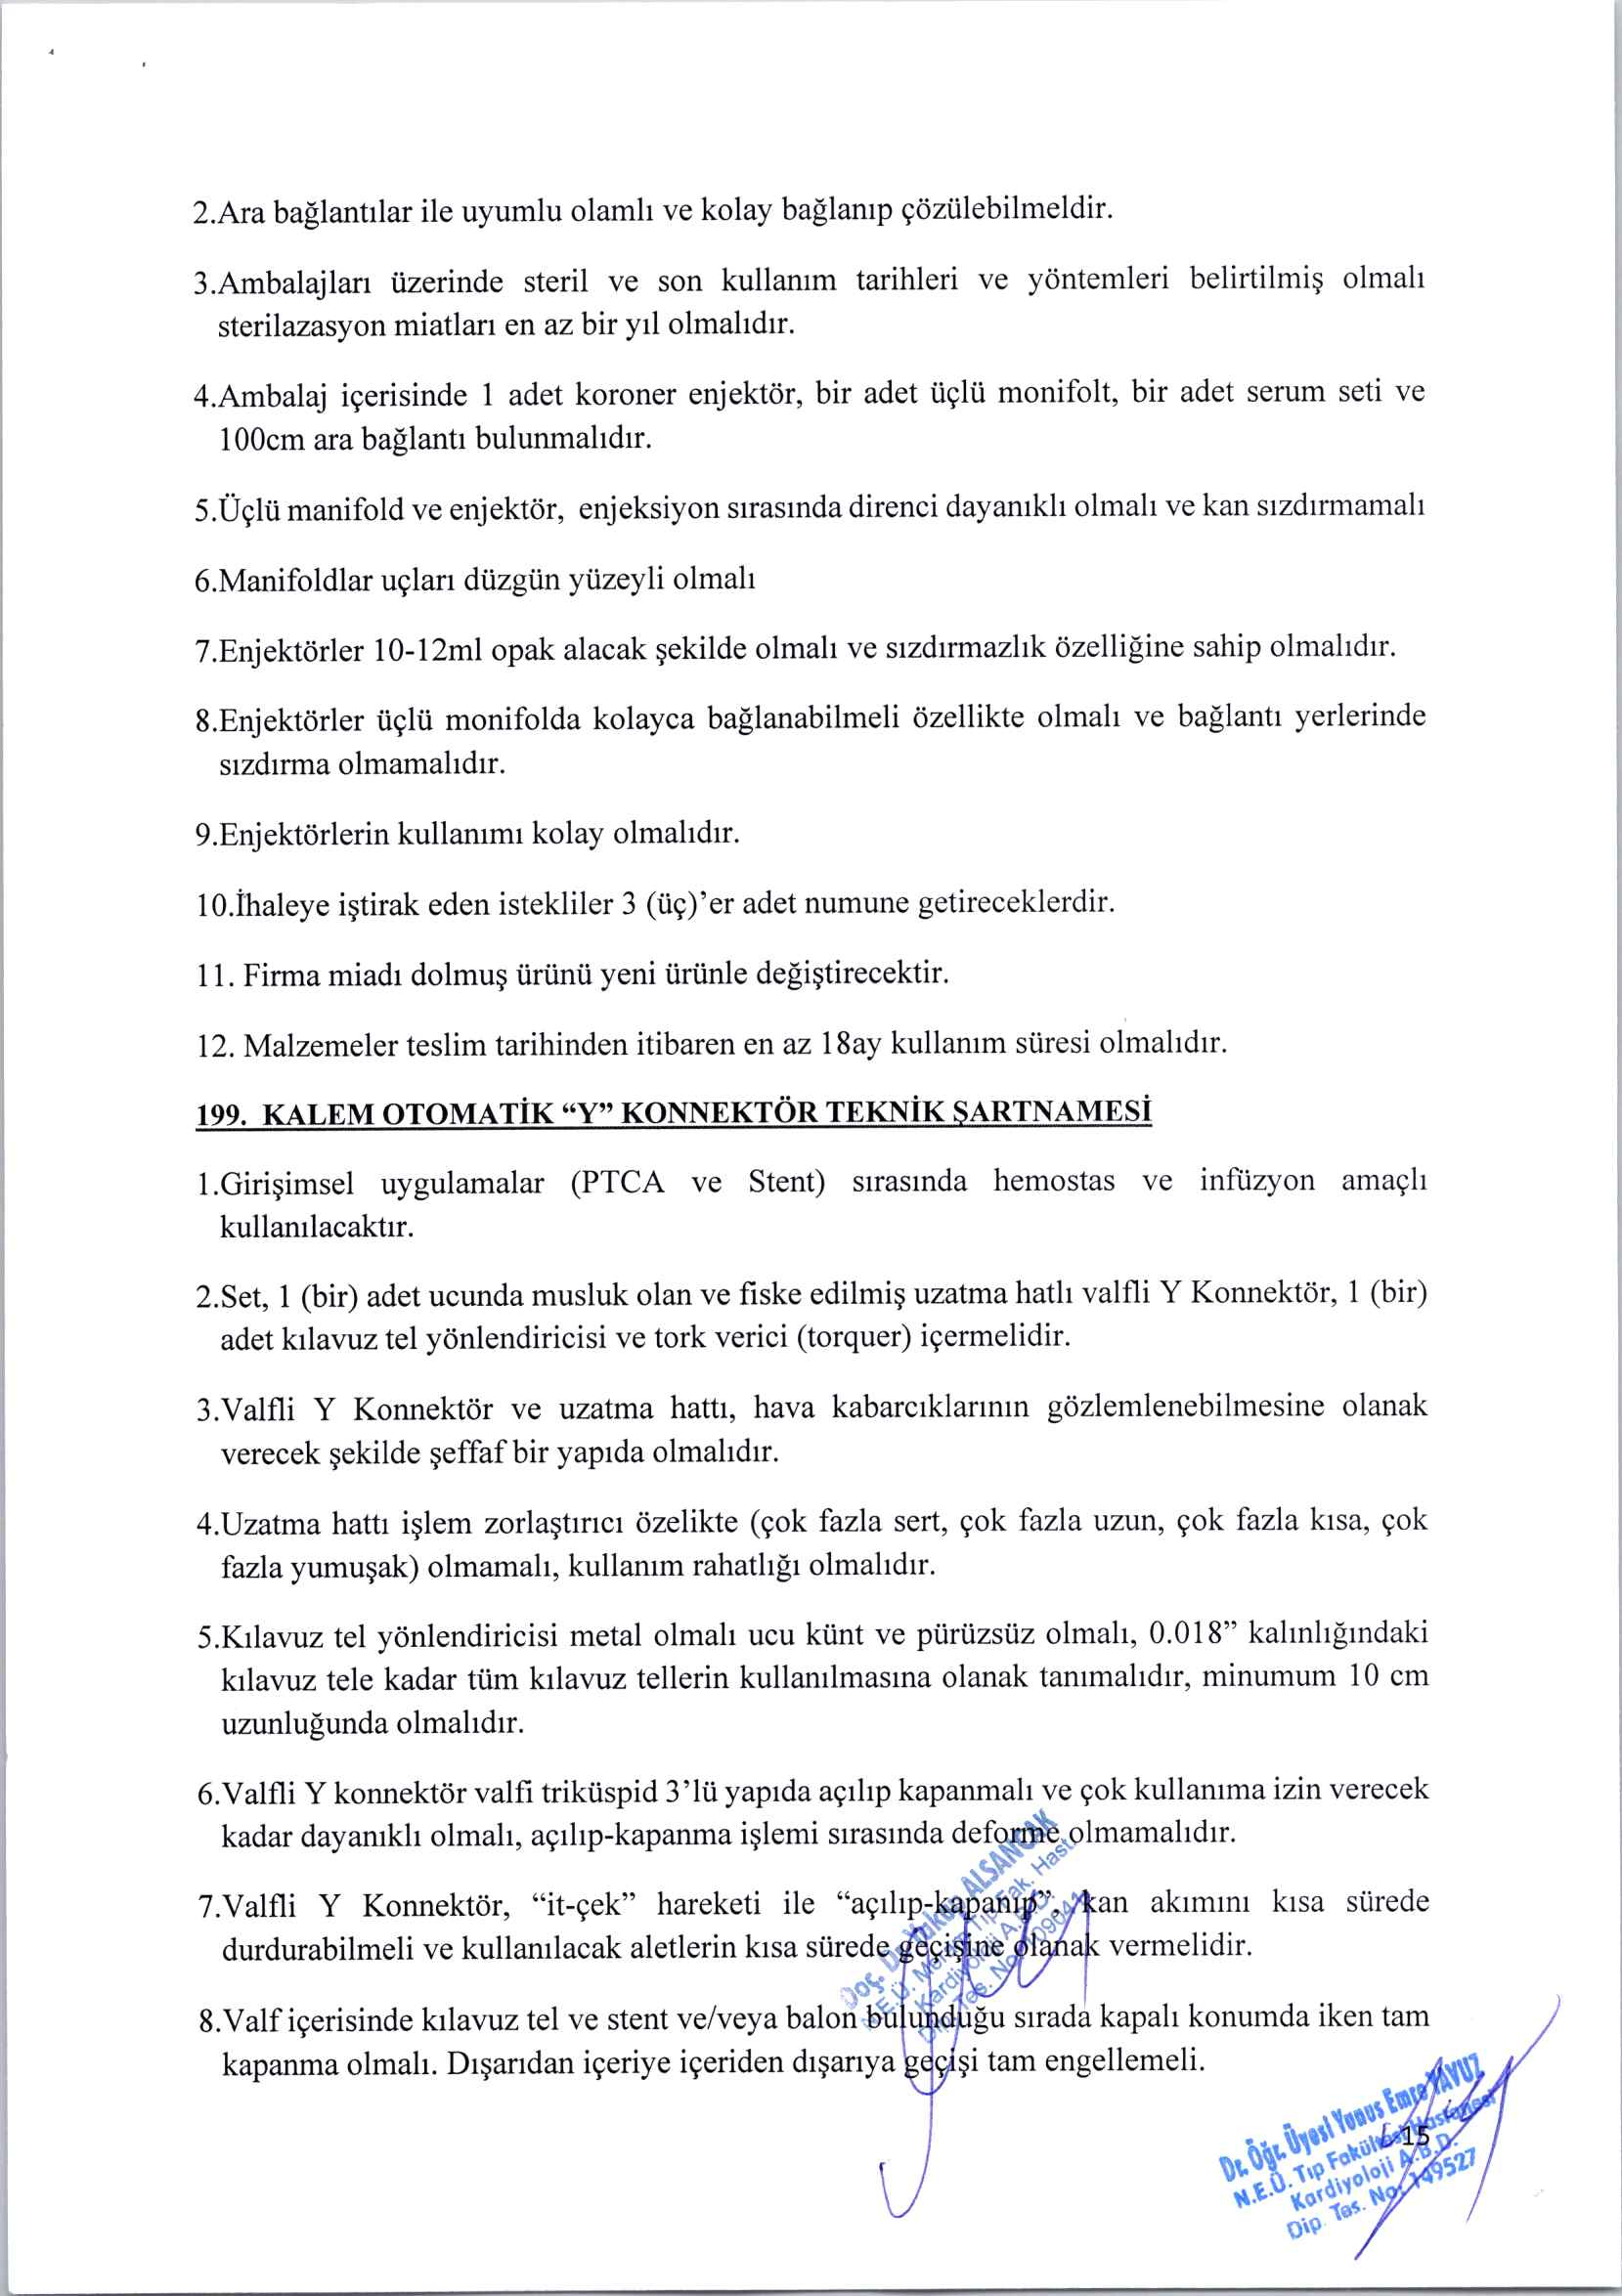 2.Ara bağlantılar ile uyumlu olamlı ve kolay bağlanıp çözülebilmeldir.
3.Ambalajları üzerinde steril ve son kullanım tarihleri ve yöntemleri belirtilmiş olmalı
sterilazasyon miatları en az bir yıl olmalıdır.
4.Ambalaj içerisinde 1 adet koroner enjektör, bir adet üçlü monifolt, bir adet serum seti ve
100cm ara bağlantı bulunmalıdır.
5.Üçlü manifold ve enjektör, enjeksiyon sırasında direnci dayanıklı olmalı ve kan sızdırmamalı
6.Manifoldlar uçları düzgün yüzeyli olmalı
7.Enjektörler 10-12ml opak alacak şekilde olmalı ve sızdırmazlık özelliğine sahip olmalıdır.
8.Enjektörler üçlü monifolda kolayca bağlanabilmeli özellikte olmalı ve bağlantı yerlerinde
sızdırma olmamalıdır.
9.Enjektörlerin kullanımı kolay olmalıdır.
10.İhaleye iştirak eden istekliler 3 (üç)’er adet numune getireceklerdir.
11. Firma miadı dolmuş ürünü yeni ürünle değiştirecektir.
12. Malzemeler teslim tarihinden itibaren en az 18ay kullanım süresi olmalıdır.
199. KALEM OTOMATİK “Y” KONNEKTÖR TEKNİK ŞARTNAMESİ
1.Girişimsel uygulamalar (PTCA ve Stent) sırasında hemostas ve infüzyon amaçlı
kullanılacaktır.
2.Set, 1 (bir) adet ucunda musluk olan ve fiske edilmiş uzatma hatlı valfli Y Konnektör, 1 (bir)
adet kılavuz tel yönlendiricisi ve tork verici (torquer) içermelidir.
3.Valfli Y Konnektör ve uzatma hattı, hava kabarcıklarının gözlemlenebilmesine olanak
verecek şekilde şeffaf bir yapıda olmalıdır.
4.Uzatma hattı işlem zorlaştırıcı özelikte (çok fazla sert, çok fazla uzun, çok fazla kısa, çok
fazla yumuşak) olmamalı, kullanım rahatlığı olmalıdır.
5.Kılavuz tel yönlendiricisi metal olmalı ucu künt ve pürüzsüz olmalı, 0.018” kalınlığındaki
kılavuz tele kadar tüm kılavuz tellerin kullanılmasına olanak tanımalıdır, minumum 10 cm
uzunluğunda olmalıdır.
6.Valfli Y konnektör valfi triküspid 3’lü yapıda açılıp kapanmalı ve çok kullanıma izin verecek
kadar dayanıklı olmalı, açılıp-kapanma işlemi sırasında deforme olmamalıdır.
7.Valfli Y Konnektör, “it-çek” hareketi ile “açılıp-kapanıp”, kan akımını kısa sürede
durdurabilmeli ve kullanılacak aletlerin kısa sürede geçişine olanak vermelidir.
8.Valf içerisinde kılavuz tel ve stent ve/veya balon bulunduğu sırada kapalı konumda iken tam
kapanma olmalı. Dışarıdan içeriye içeriden dışarıya geçişi tam engellemeli.
Doç. Dr. Yakup ALSANCAK
N.E.Ü. Meram Tıp Fak. Hast.
Kardiyoloji A.B.D.
Dip. Tes. No:
Dr. Öğr. Üyesi Yunus Emre YAVUZ
N.E.Ü. Tıp Fakültesi Hastanesi
Kardiyoloji A.B.D.
Dip. Tes. No: 149527
15